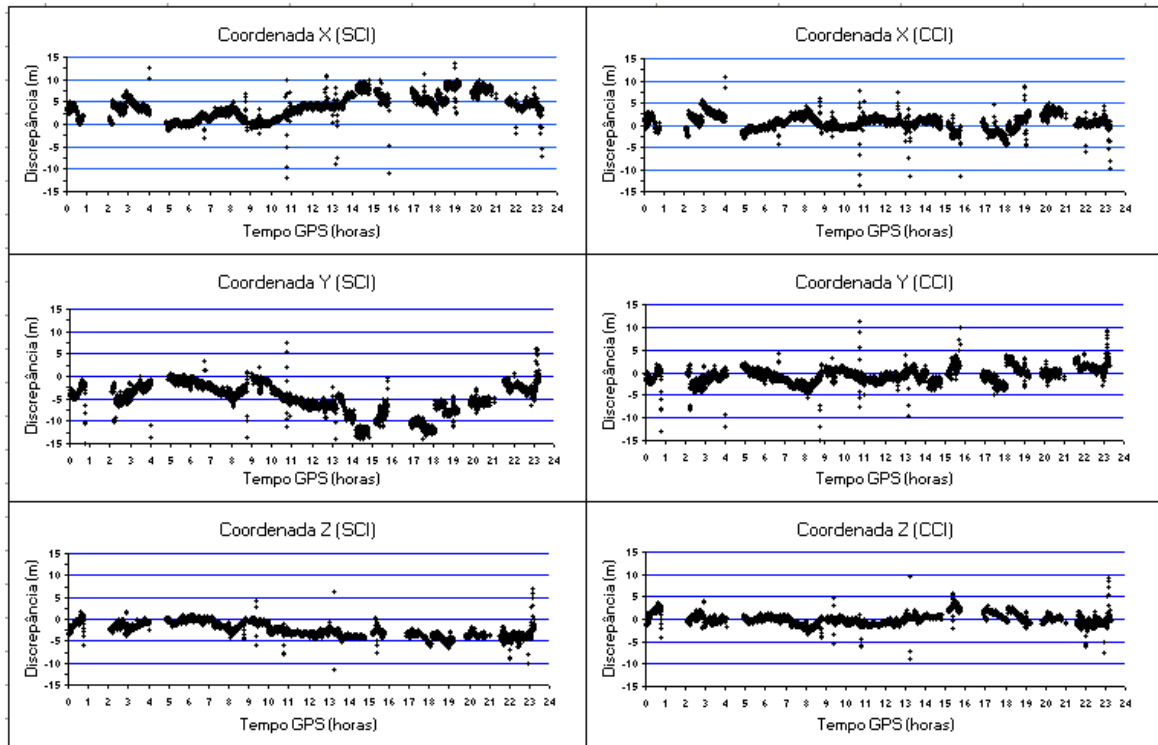 Coordenada X (SCI)
Discrepância (m)
15
10
5
0
-5
-10
-15
0 1 2 3 4 5 6 7 8 9 10 11 12 13 14 15 16 17 18 19 20 21 22 23 24
Tempo GPS (horas)
Coordenada X (CCI)
Discrepância (m)
15
10
5
0
-5
-10
-15
0 1 2 3 4 5 6 7 8 9 10 11 12 13 14 15 16 17 18 19 20 21 22 23 24
Tempo GPS (horas)
Coordenada Y (SCI)
Discrepância (m)
15
10
5
0
-5
-10
-15
0 1 2 3 4 5 6 7 8 9 10 11 12 13 14 15 16 17 18 19 20 21 22 23 24
Tempo GPS (horas)
Coordenada Y (CCI)
Discrepância (m)
15
10
5
0
-5
-10
-15
0 1 2 3 4 5 6 7 8 9 10 11 12 13 14 15 16 17 18 19 20 21 22 23 24
Tempo GPS (horas)
Coordenada Z (SCI)
Discrepância (m)
15
10
5
0
-5
-10
-15
0 1 2 3 4 5 6 7 8 9 10 11 12 13 14 15 16 17 18 19 20 21 22 23 24
Tempo GPS (horas)
Coordenada Z (CCI)
Discrepância (m)
15
10
5
0
-5
-10
-15
0 1 2 3 4 5 6 7 8 9 10 11 12 13 14 15 16 17 18 19 20 21 22 23 24
Tempo GPS (horas)